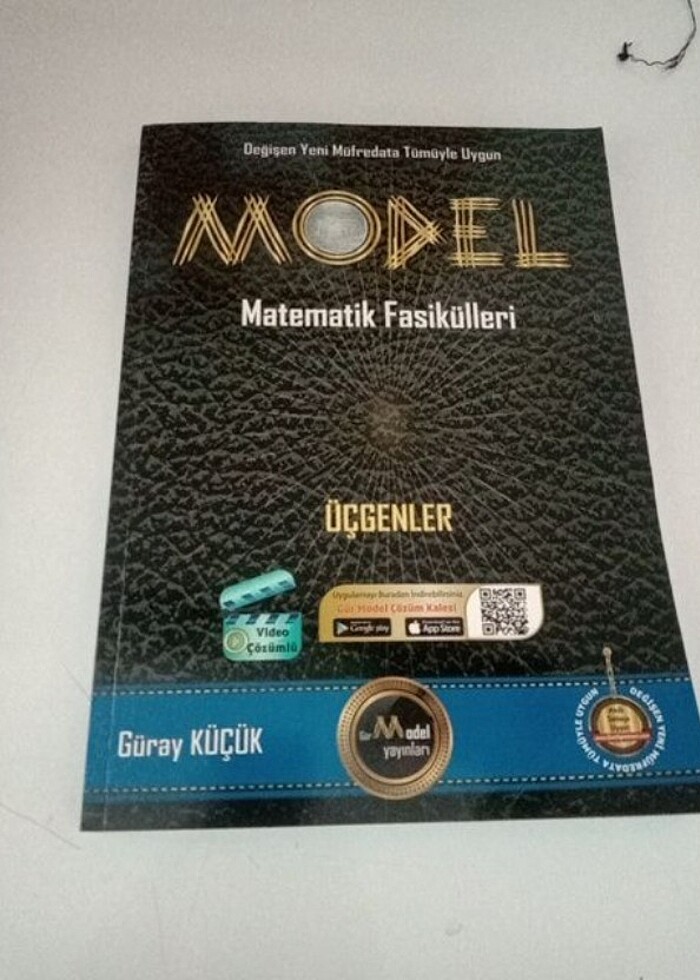 Değişen Yeni Müfredata Tümüyle Uygun
MODEL
Matematik Fasikülleri
ÜÇGENLER
Video
Çözümlü
Uygulamayı Buradan İndirebilirsiniz.
Gür Model Çözüm Kalesi
Google play
App Store
Güray KÜÇÜK
Gür Model
yayınları
DEĞİŞEN YENİ MÜFREDATA TÜMÜYLE UYGUN